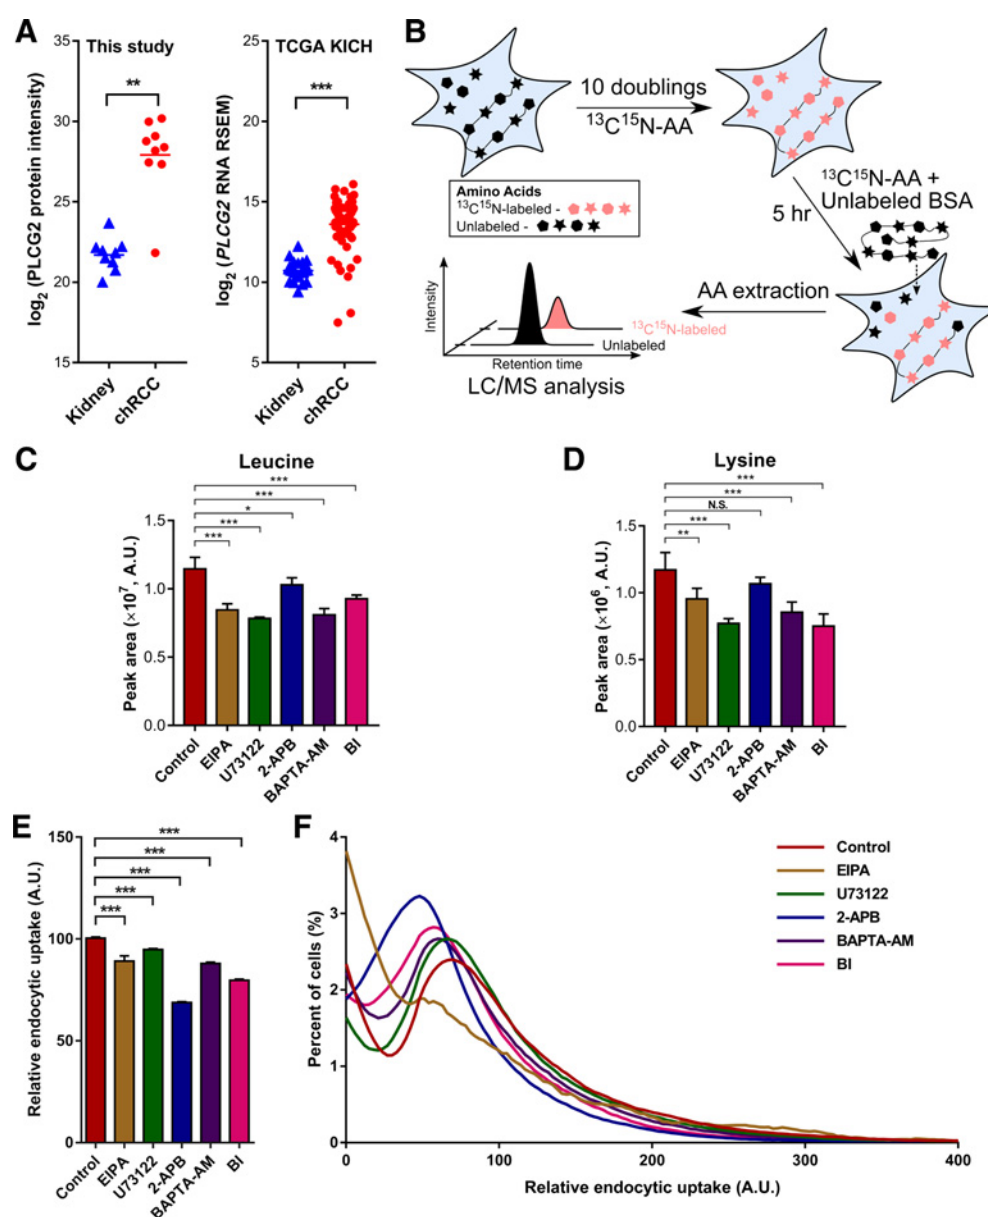 A
This study
log2 (PLCG2 protein intensity)
35
30
25
20
15
**
Kidney
chRCC
TCGA KICH
log2 (PLCG2 RNA RSEM)
25
20
15
10
5
***
Kidney
chRCC
B
10 doublings
13C15N-AA
Amino Acids
13C15N-labeled -
Unlabeled -
5 hr
13C15N-AA +
Unlabeled BSA
AA extraction
Intensity
13C15N-labeled
Unlabeled
Retention time
LC/MS analysis
C
Leucine
***
***
*
***
***
Peak area (×10^7, A.U.)
1.5
1.0
0.5
0.0
Control
EIPA
U73122
2-APB
BAPTA-AM
BI
D
Lysine
***
***
N.S.
***
**
Peak area (×10^6, A.U.)
1.5
1.0
0.5
0.0
Control
EIPA
U73122
2-APB
BAPTA-AM
BI
E
Relative endocytic uptake (A.U.)
150
100
50
0
***
***
***
***
***
Control
EIPA
U73122
2-APB
BAPTA-AM
BI
F
Percent of cells (%)
4
3
2
1
0
0
100
200
300
400
Relative endocytic uptake (A.U.)
Control
EIPA
U73122
2-APB
BAPTA-AM
BI